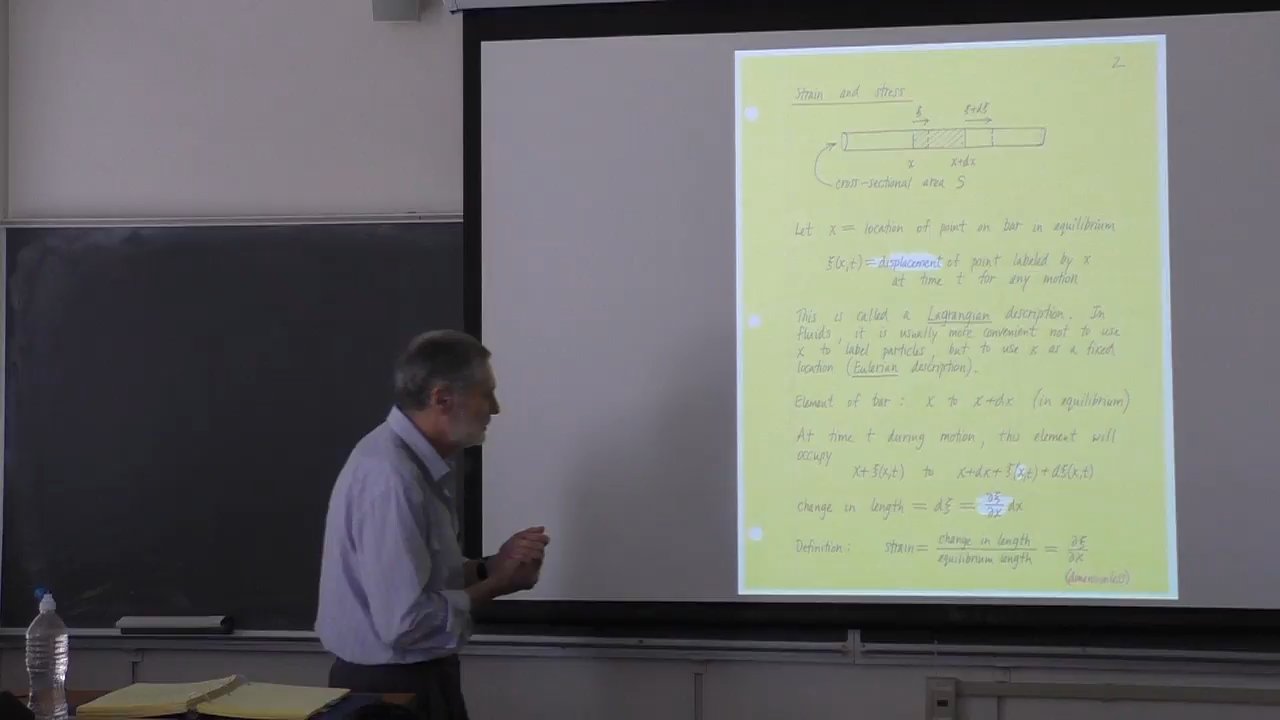 2
Strain and stress
ξ ξ+dξ
x x+dx
cross-sectional area S
Let x = location of point on bar in equilibrium
ξ(x,t) = displacement of point labeled by x
at time t for any motion
This is called a Lagrangian description. In
fluids, it is usually more convenient not to use
x to label particles, but to use x as a fixed
location (Eulerian description).
Element of bar: x to x+dx (in equilibrium)
At time t during motion, this element will
occupy
x+ξ(x,t) to x+dx+ξ(x,t)+dξ(x,t)
change in length = dξ = ∂ξ/∂x dx
Definition: strain = change in length/equilibrium length = ∂ξ/∂x
(dimensionless)